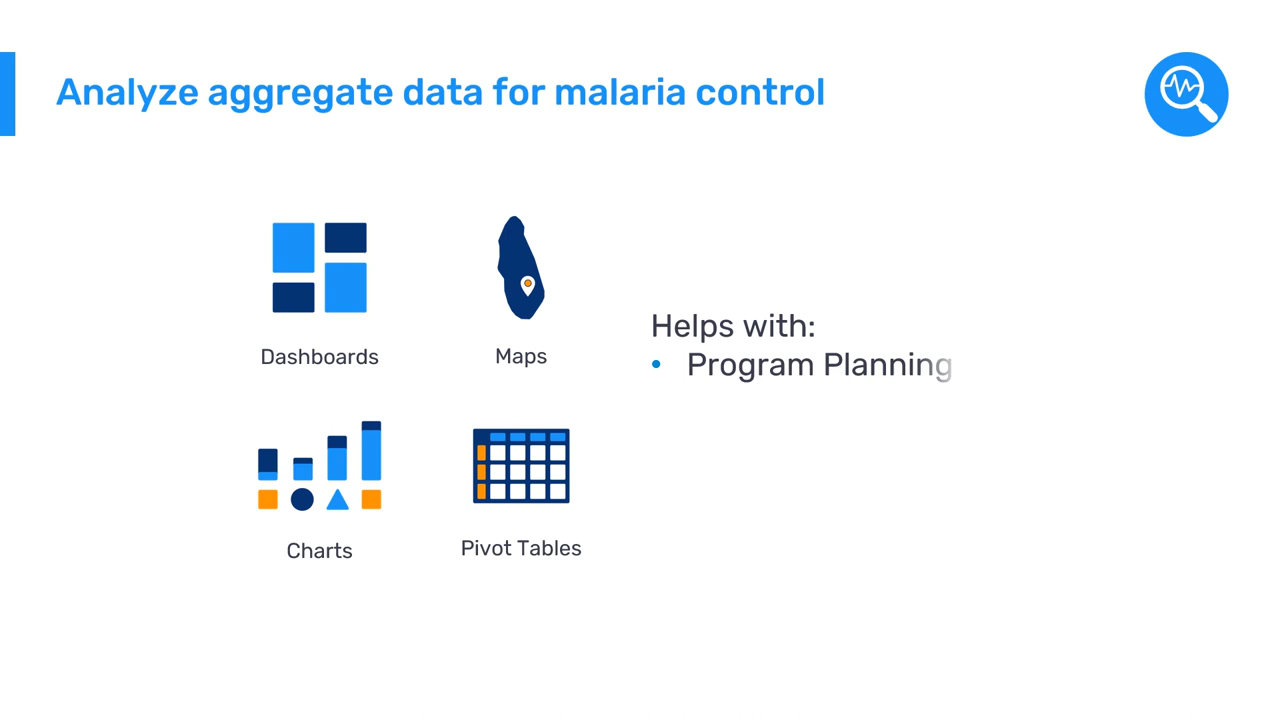 Analyze aggregate data for malaria control
Dashboards
Maps
Helps with:
• Program Planning
Charts
Pivot Tables